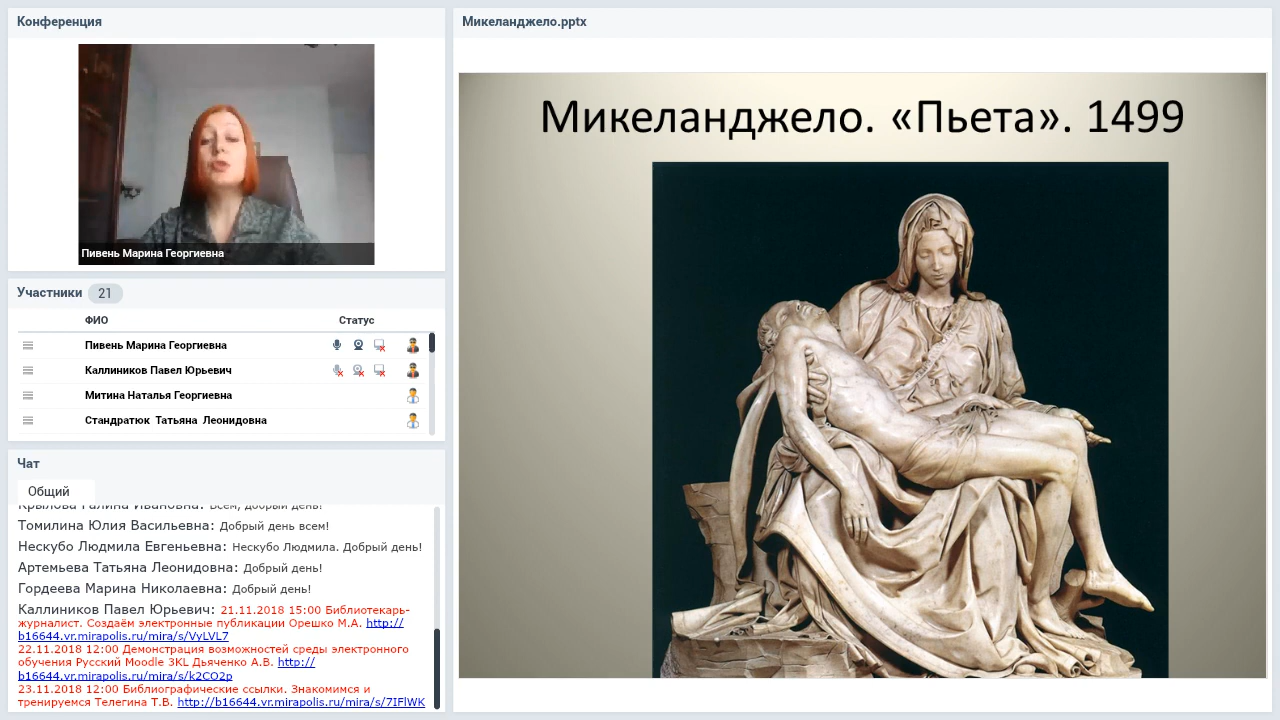 Конференция
Пивень Марина Георгиевна
Участники 21
ФИО Статус
Пивень Марина Георгиевна
Каллиников Павел Юрьевич
Митина Наталья Георгиевна
Стандратюк Татьяна Леонидовна
Чат
Общий
Крылова Галина Ивановна: Всем, добрый день!
Томилина Юлия Васильевна: Добрый день всем!
Нескубо Людмила Евгеньевна: Нескубо Людмила. Добрый день!
Артемьева Татьяна Леонидовна: Добрый день!
Гордеева Марина Николаевна: Добрый день!
Каллиников Павел Юрьевич: 21.11.2018 15:00 Библиотекарь-
журналист. Создаём электронные публикации Орешко М.А. http://
b16644.vr.mirapolis.ru/mira/s/VyLVL7
22.11.2018 12:00 Демонстрация возможностей среды электронного
обучения Русский Moodle 3KL Дьяченко А.В. http://
b16644.vr.mirapolis.ru/mira/s/k2CO2p
23.11.2018 12:00 Библиографические ссылки. Знакомимся и
тренируемся Телегина Т.В. http://b16644.vr.mirapolis.ru/mira/s/7IFlWK
Микеланджело.pptx
Микеланджело. «Пьета». 1499